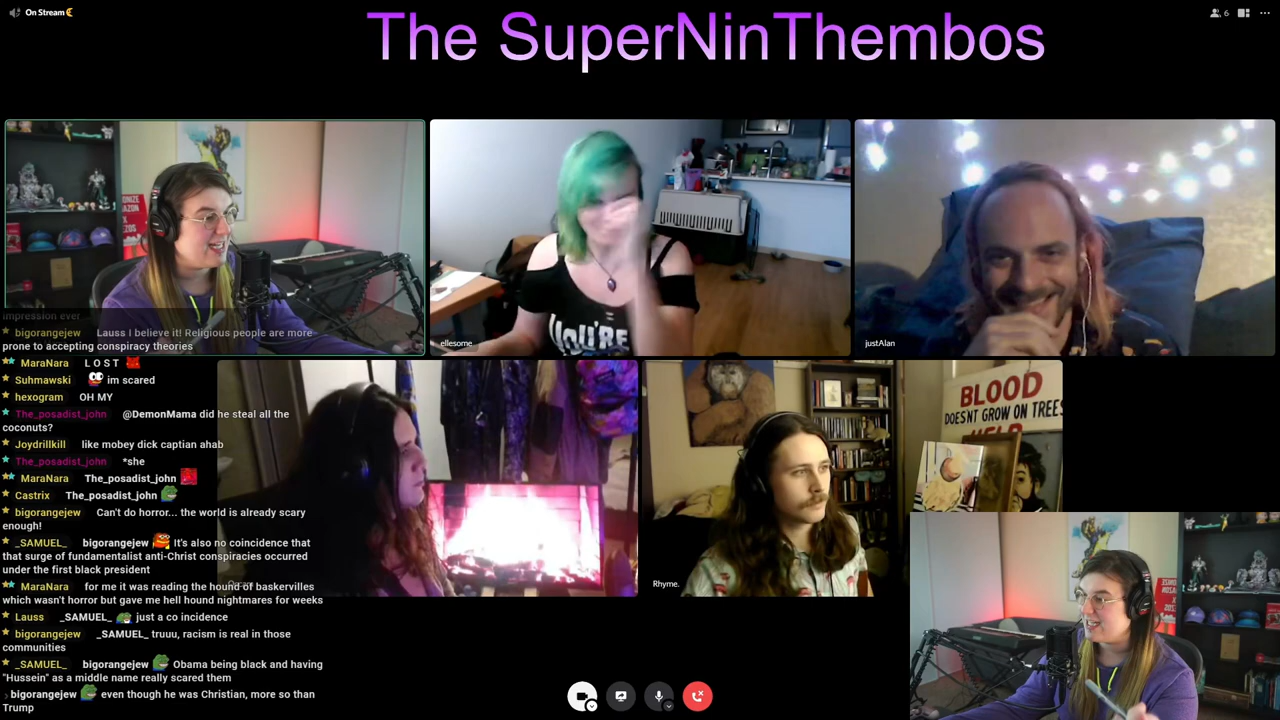 On Stream
6
The SuperNinThembos
YOU'RE
ellesome
justAlan
impression ever
bigorangejew Lauss I believe it! Religious people are more
prone to accepting conspiracy theories
MaraNara L O S T
Suhmawski im scared
hexogram OH MY
The_posadist_john @DemonMama did he steal all the
coconuts?
Joydrillkill like mobey dick captian ahab
The_posadist_john *she
MaraNara The_posadist_john
Castrix The_posadist_john
bigorangejew Can't do horror... the world is already scary
enough!
_SAMUEL_ bigorangejew It's also no coincidence that
that surge of fundamentalist anti-Christ conspiracies occurred
under the first black president
MaraNara for me it was reading the hound of baskervilles
which wasn't horror but gave me hell hound nightmares for weeks
Lauss _SAMUEL_ just a co incidence
bigorangejew _SAMUEL_ truuu, racism is real in those
communities
_SAMUEL_ bigorangejew Obama being black and having
"Hussein" as a middle name really scared them
bigorangejew even though he was Christian, more so than
Trump
BLOOD
DOESN'T GROW ON TREES
HELP
Rhyme.